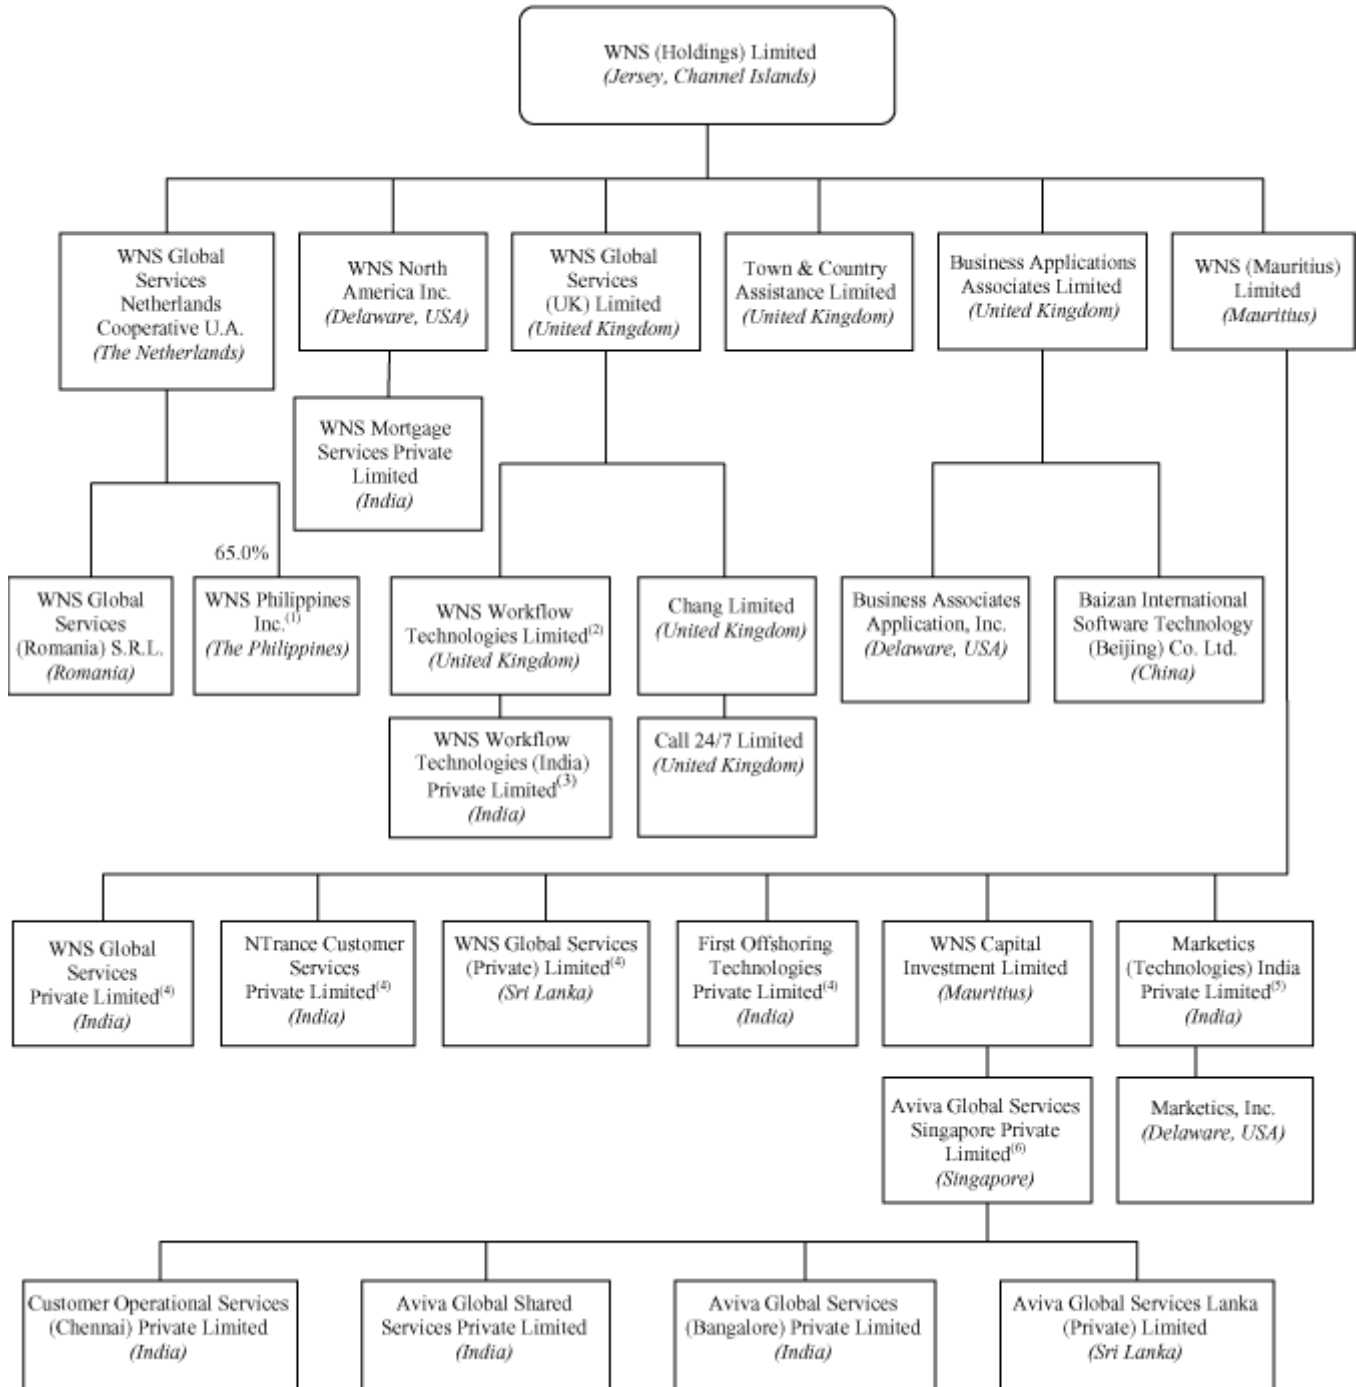 WNS (Holdings) Limited
(Jersey, Channel Islands)
WNS Global
Services
Netherlands
Cooperative U.A.
(The Netherlands)
WNS North
America Inc.
(Delaware, USA)
WNS Global
Services
(UK) Limited
(United Kingdom)
Town & Country
Assistance Limited
(United Kingdom)
Business Applications
Associates Limited
(United Kingdom)
WNS (Mauritius)
Limited
(Mauritius)
WNS Mortgage
Services Private
Limited
(India)
65.0%
WNS Global
Services
(Romania) S.R.L.
(Romania)
WNS Philippines
Inc.(1)
(The Philippines)
WNS Workflow
Technologies Limited(2)
(United Kingdom)
Chang Limited
(United Kingdom)
Business Associates
Application, Inc.
(Delaware, USA)
Baizan International
Software Technology
(Beijing) Co. Ltd.
(China)
WNS Workflow
Technologies (India)
Private Limited(3)
(India)
Call 24/7 Limited
(United Kingdom)
WNS Global
Services
Private Limited(4)
(India)
NTrance Customer
Services
Private Limited(4)
(India)
WNS Global Services
(Private) Limited(4)
(Sri Lanka)
First Offshoring
Technologies
Private Limited(4)
(India)
WNS Capital
Investment Limited
(Mauritius)
Marketics
(Technologies) India
Private Limited(5)
(India)
Aviva Global Services
Singapore Private
Limited(6)
(Singapore)
Marketics, Inc.
(Delaware, USA)
Customer Operational Services
(Chennai) Private Limited
(India)
Aviva Global Shared
Services Private Limited
(India)
Aviva Global Services
(Bangalore) Private Limited
(India)
Aviva Global Services Lanka
(Private) Limited
(Sri Lanka)